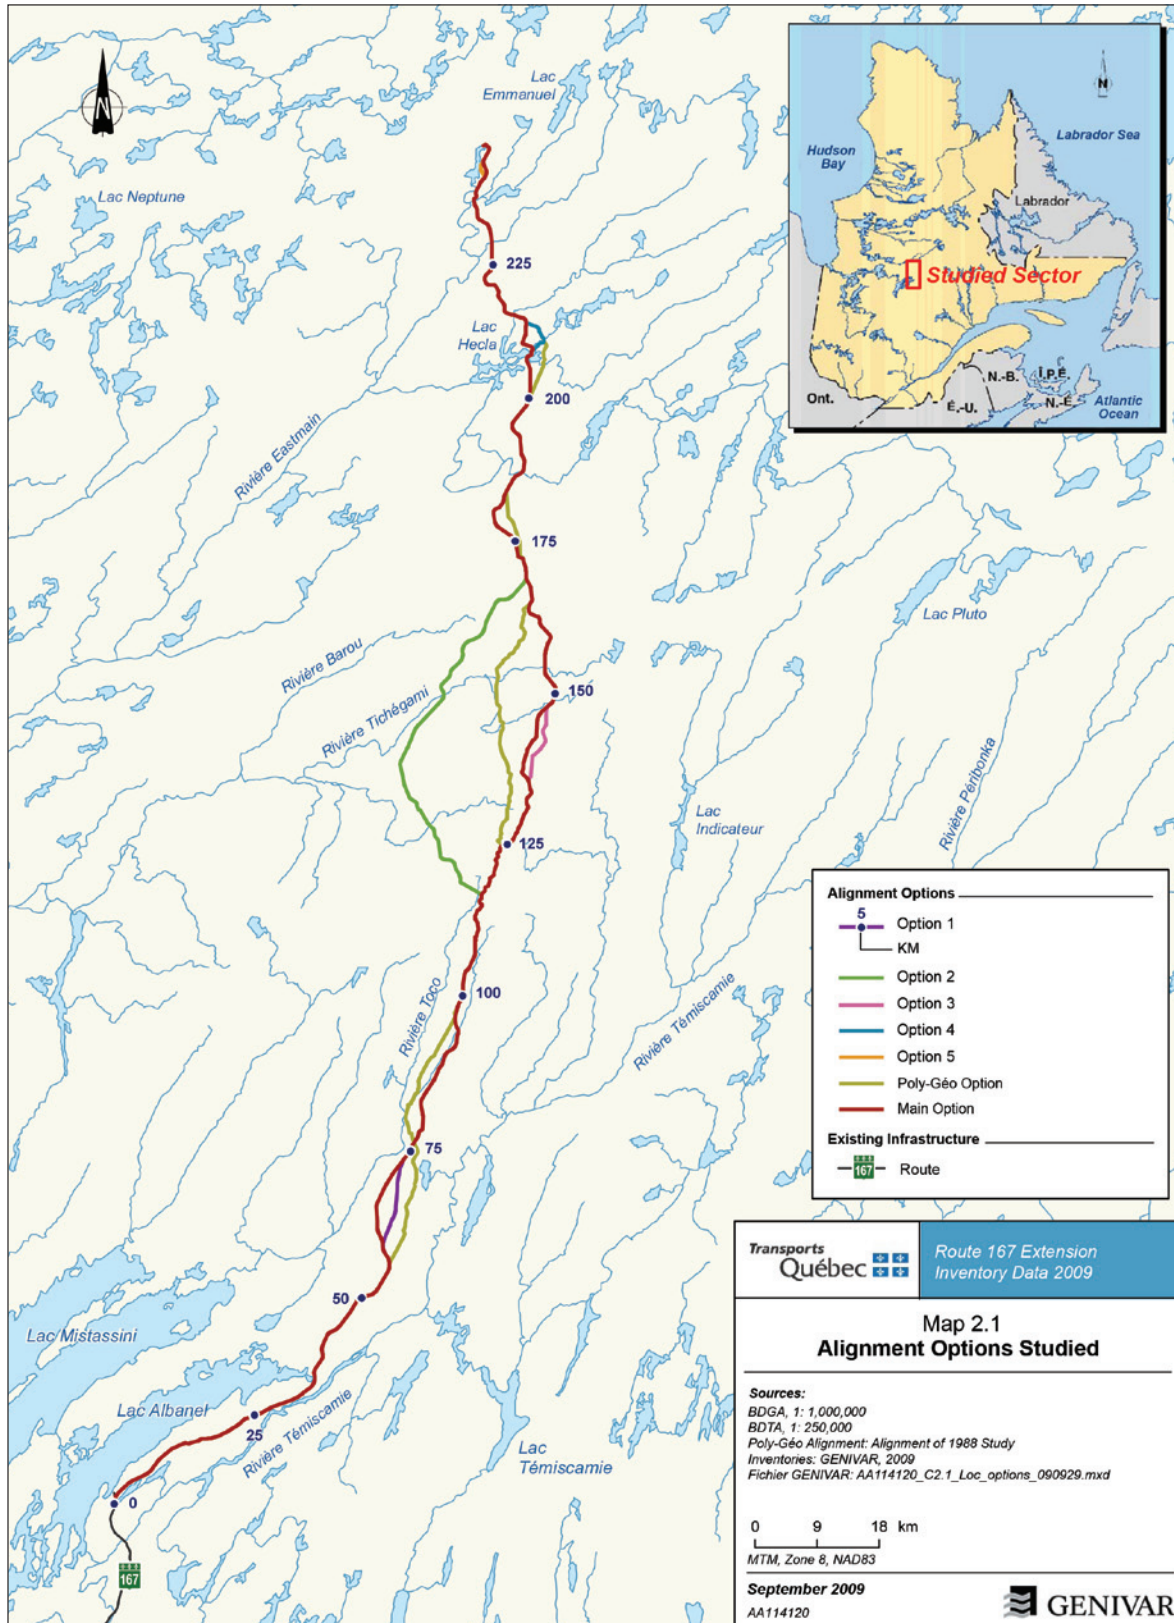 N
Lac
Emmanuel
Lac Neptune
225
Lac
Hecla
200
Rivière Eastmain
175
Lac Pluto
Rivière Barou
150
Rivière Tichégami
Rivière Péribonka
Lac
Indicateur
125
100
Rivière Toco
Rivière Témiscamie
75
50
Lac Mistassini
Lac Albanel
25
Rivière Témiscamie
Lac
Témiscamie
0
167
N
Hudson
Bay
Labrador Sea
Labrador
Studied Sector
Ont.
É.-U.
N.-B.
Î.P.É.
N.-É.
Atlantic
Ocean
Alignment Options
5
Option 1
KM
Option 2
Option 3
Option 4
Option 5
Poly-Géo Option
Main Option
Existing Infrastructure
167 Route
Transports
Québec
Route 167 Extension
Inventory Data 2009
Map 2.1
Alignment Options Studied
Sources:
BDGA, 1: 1,000,000
BDTA, 1: 250,000
Poly-Géo Alignment: Alignment of 1988 Study
Inventories: GENIVAR, 2009
Fichier GENIVAR: AA114120_C2.1_Loc_options_090929.mxd
0 9 18 km
MTM, Zone 8, NAD83
September 2009
AA114120
GENIVAR